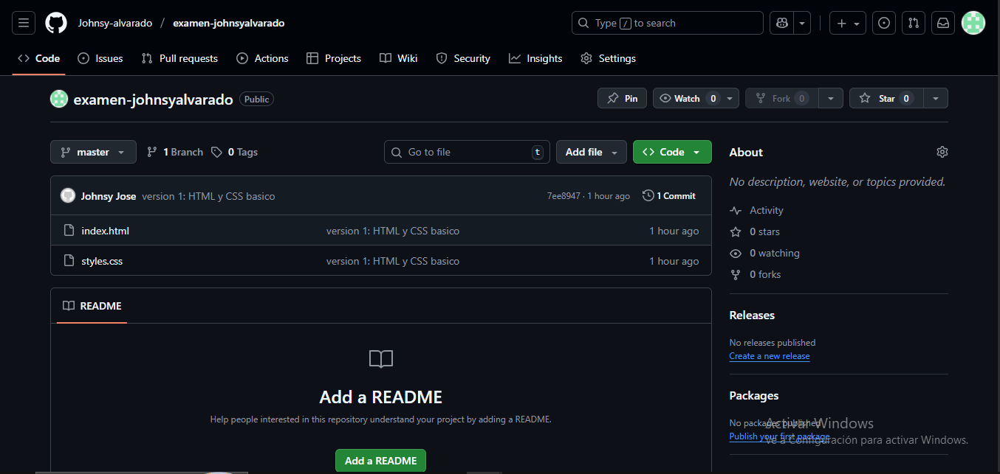 Johnsy-alvarado / examen-johnsyalvarado Type / to search
Code Issues Pull requests Actions Projects Wiki Security Insights Settings
examen-johnsyalvarado Public Pin Watch 0 Fork 0 Star 0
master 1 Branch 0 Tags Go to file t Add file Code
Johnsy Jose version 1: HTML y CSS basico 7ee8947 · 1 hour ago 1 Commit
index.html version 1: HTML y CSS basico 1 hour ago
styles.css version 1: HTML y CSS basico 1 hour ago
README
Add a README
Help people interested in this repository understand your project by adding a README.
Add a README
About
No description, website, or topics provided.
Activity
0 stars
0 watching
0 forks
Releases
No releases published
Create a new release
Packages
No packages published
Publish your first package
Activar Windows
Ve a Configuración para activar Windows.